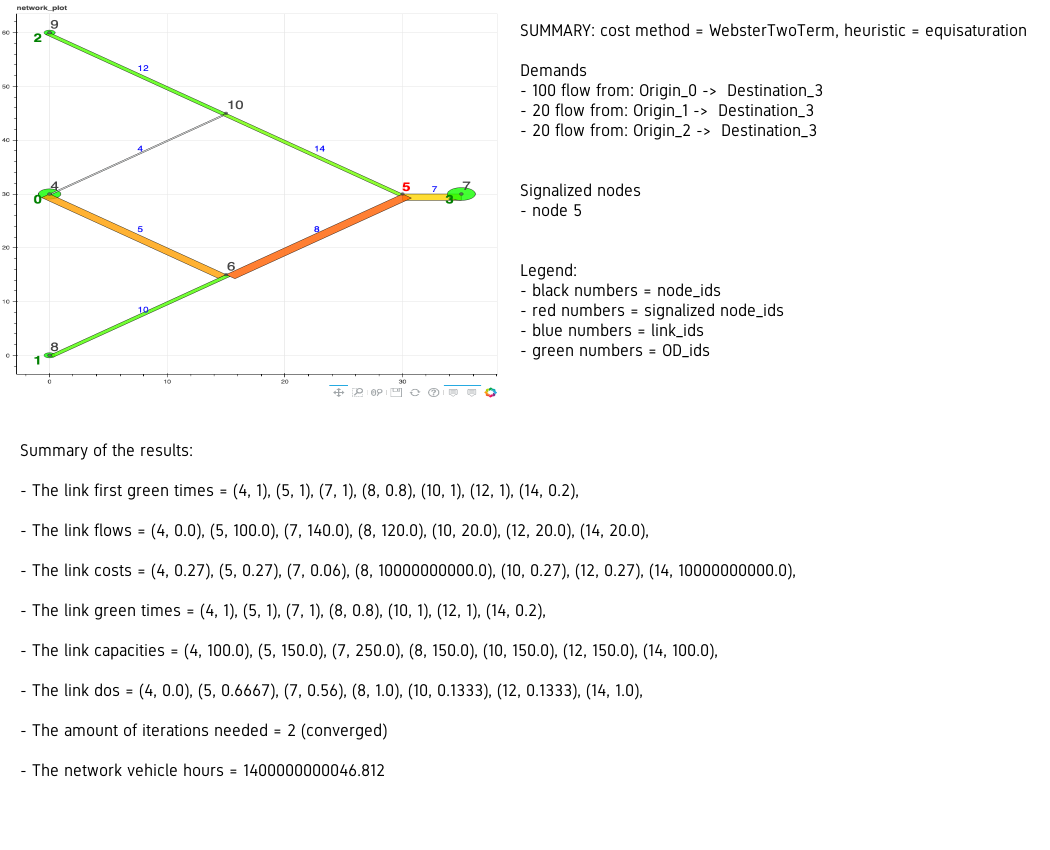 network_plot
9
60
2
12
50
10
40
4
14
4
5
7
7
30
0
3
5
8
20
6
10
10
8
0
1
0
10
20
30
SUMMARY: cost method = WebsterTwoTerm, heuristic = equisaturation
Demands
- 100 flow from: Origin_0 -> Destination_3
- 20 flow from: Origin_1 -> Destination_3
- 20 flow from: Origin_2 -> Destination_3
Signalized nodes
- node 5
Legend:
- black numbers = node_ids
- red numbers = signalized node_ids
- blue numbers = link_ids
- green numbers = OD_ids
Summary of the results:
- The link first green times = (4, 1), (5, 1), (7, 1), (8, 0.8), (10, 1), (12, 1), (14, 0.2),
- The link flows = (4, 0.0), (5, 100.0), (7, 140.0), (8, 120.0), (10, 20.0), (12, 20.0), (14, 20.0),
- The link costs = (4, 0.27), (5, 0.27), (7, 0.06), (8, 10000000000.0), (10, 0.27), (12, 0.27), (14, 10000000000.0),
- The link green times = (4, 1), (5, 1), (7, 1), (8, 0.8), (10, 1), (12, 1), (14, 0.2),
- The link capacities = (4, 100.0), (5, 150.0), (7, 250.0), (8, 150.0), (10, 150.0), (12, 150.0), (14, 100.0),
- The link dos = (4, 0.0), (5, 0.6667), (7, 0.56), (8, 1.0), (10, 0.1333), (12, 0.1333), (14, 1.0),
- The amount of iterations needed = 2 (converged)
- The network vehicle hours = 1400000000046.812